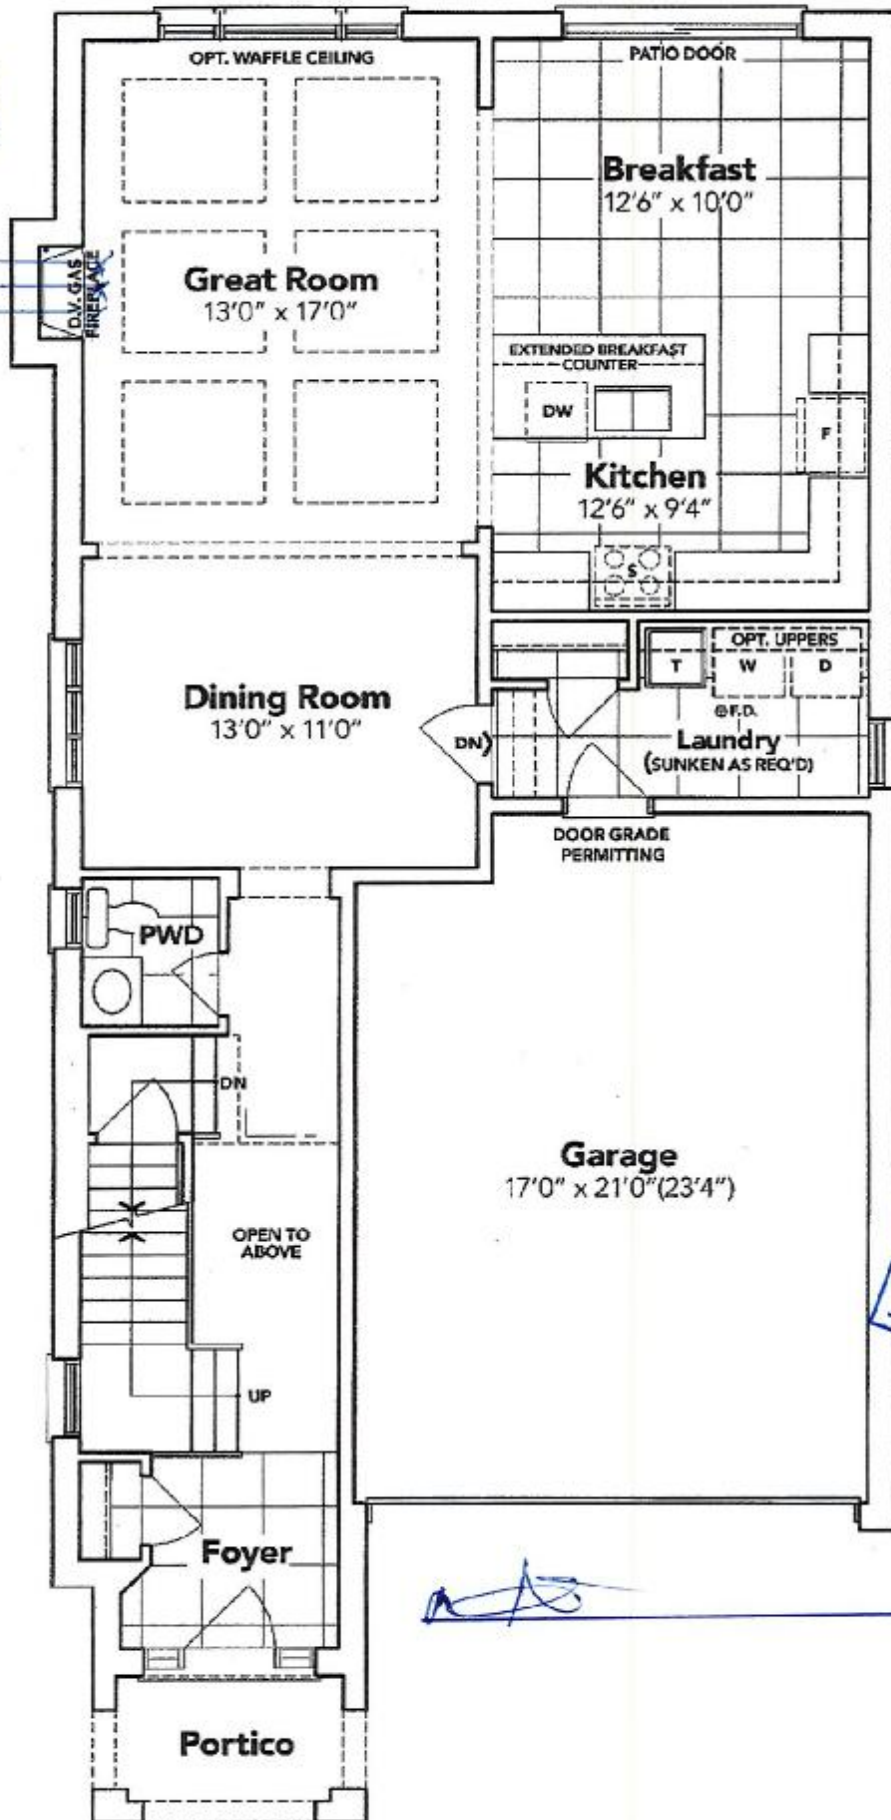 OPT. WAFFLE CEILING
PATIO DOOR
Breakfast
12'6" x 10'0"
Great Room
13'0" x 17'0"
D.V. GAS
FIREPLACE
EXTENDED BREAKFAST
COUNTER
DW
F
Kitchen
12'6" x 9'4"
S
OPT. UPPERS
T
W
D
F.D.
Dining Room
13'0" x 11'0"
DN
Laundry
(SUNKEN AS REQ'D)
DOOR GRADE
PERMITTING
PWD
DN
Garage
17'0" x 21'0"(23'4")
OPEN TO
ABOVE
UP
Foyer
Portico